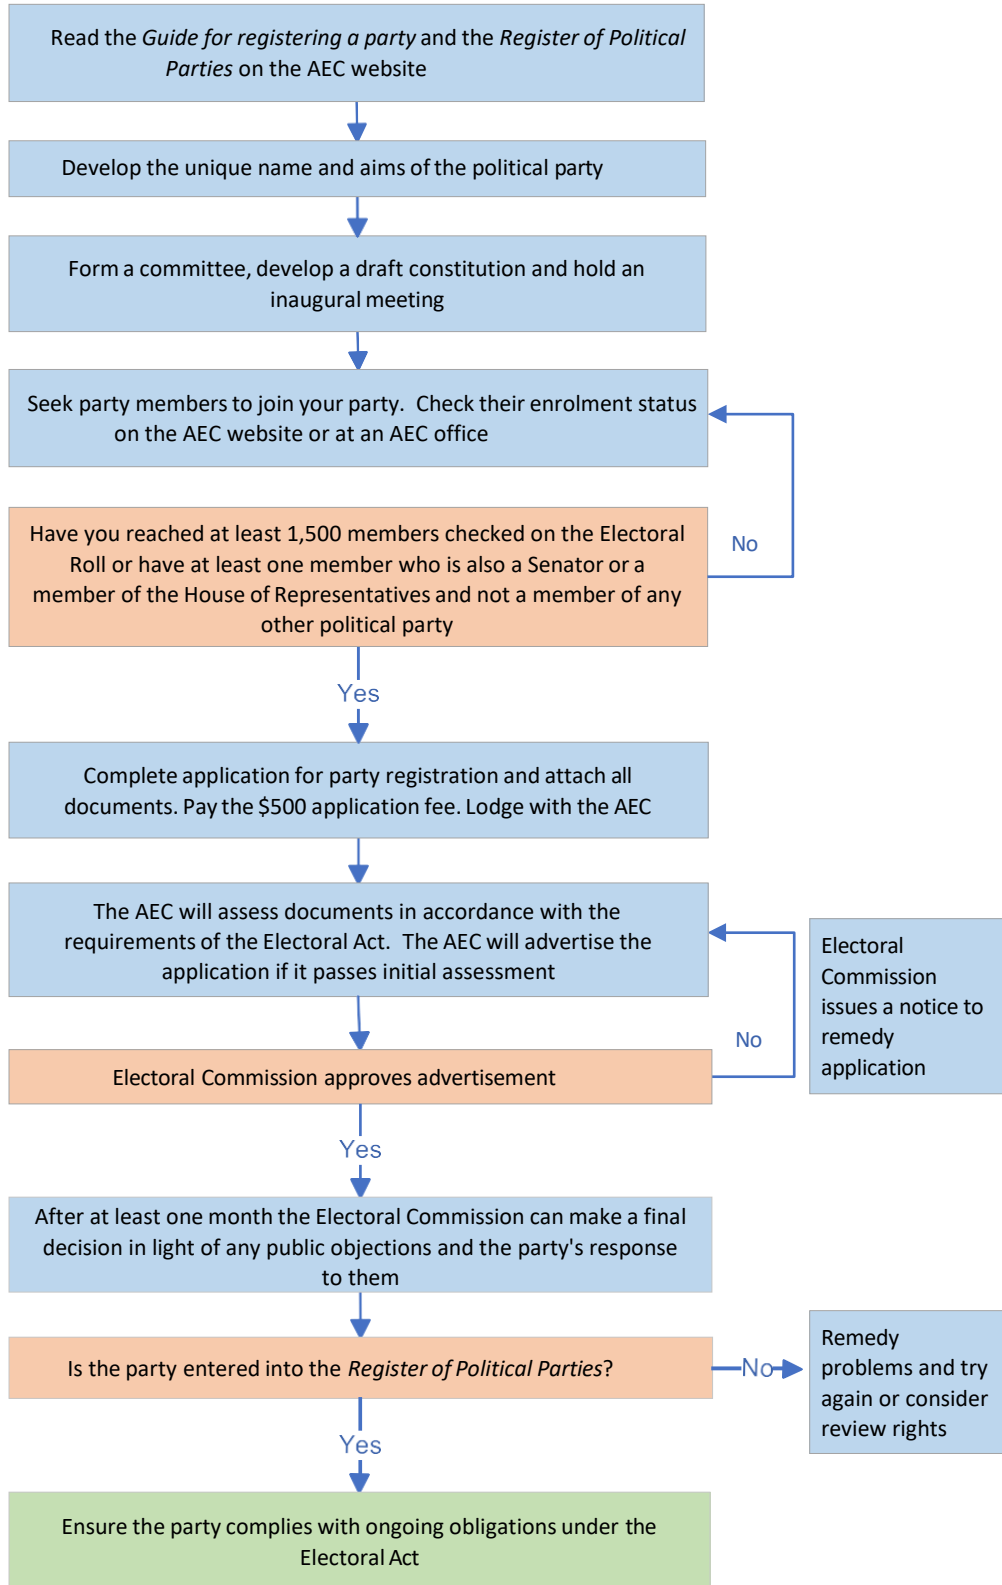 Read the Guide for registering a party and the Register of Political
Parties on the AEC website
Develop the unique name and aims of the political party
Form a committee, develop a draft constitution and hold an
inaugural meeting
Seek party members to join your party. Check their enrolment status
on the AEC website or at an AEC office
Have you reached at least 1,500 members checked on the Electoral
Roll or have at least one member who is also a Senator or a
member of the House of Representatives and not a member of any
other political party
No
Yes
Complete application for party registration and attach all
documents. Pay the $500 application fee. Lodge with the AEC
The AEC will assess documents in accordance with the
requirements of the Electoral Act. The AEC will advertise the
application if it passes initial assessment
Electoral
Commission
issues a notice to
remedy
application
No
Electoral Commission approves advertisement
Yes
After at least one month the Electoral Commission can make a final
decision in light of any public objections and the party's response
to them
Is the party entered into the Register of Political Parties?
No
Remedy
problems and try
again or consider
review rights
Yes
Ensure the party complies with ongoing obligations under the
Electoral Act